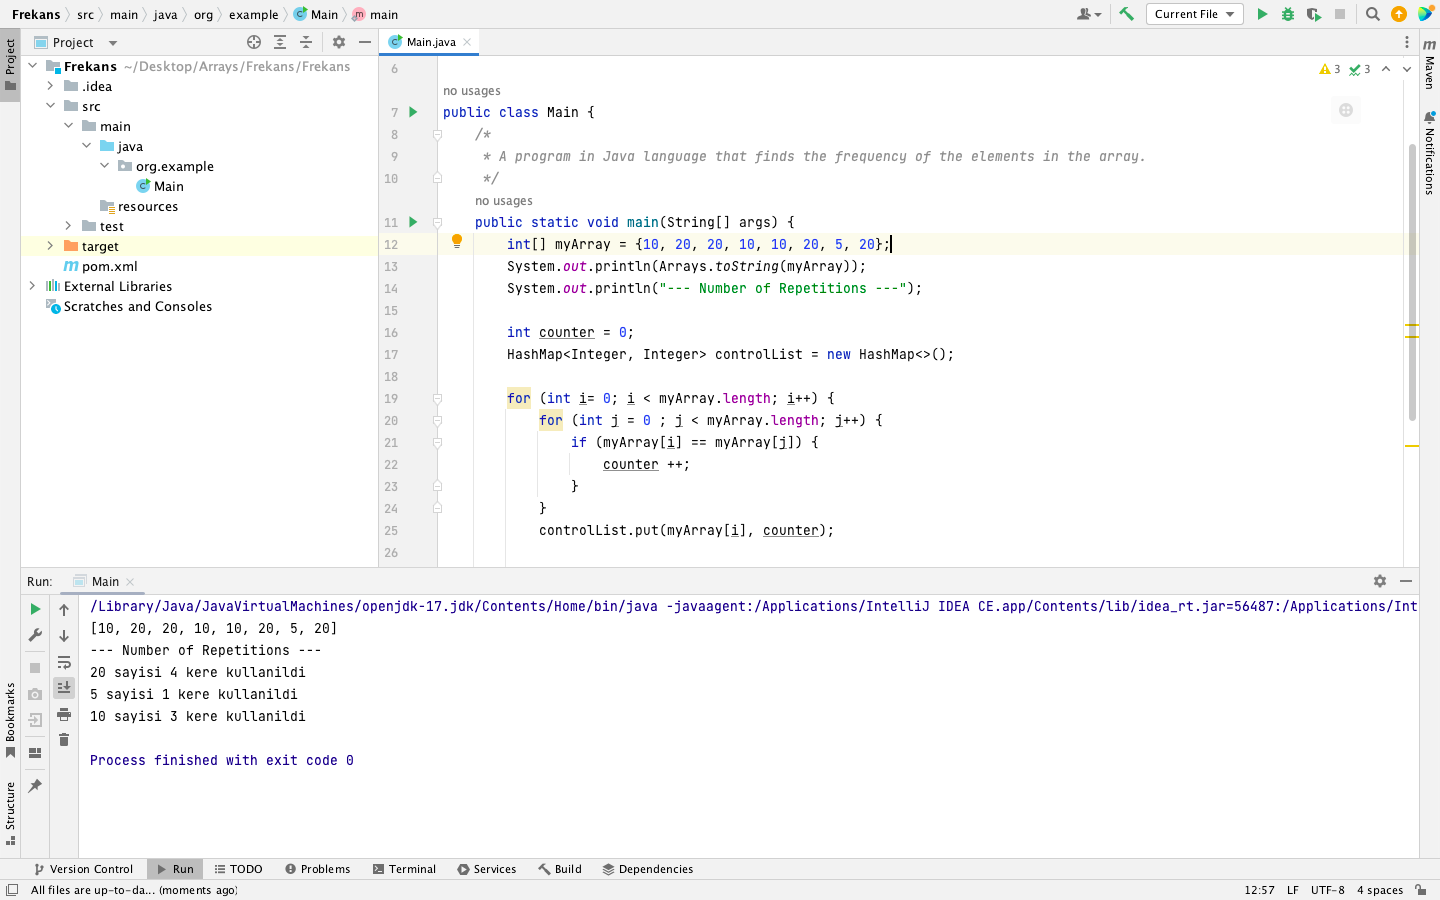 Frekans src main java org example Main main
Current File
Project
Main.java
Project
Frekans ~/Desktop/Arrays/Frekans/Frekans
.idea
src
main
java
org.example
Main
resources
test
target
pom.xml
External Libraries
Scratches and Consoles
6
no usages
7 public class Main {
8 /*
9 * A program in Java language that finds the frequency of the elements in the array.
10 */
no usages
11 public static void main(String[] args) {
12 int[] myArray = {10, 20, 20, 10, 10, 20, 5, 20};
13 System.out.println(Arrays.toString(myArray));
14 System.out.println("--- Number of Repetitions ---");
15
16 int counter = 0;
17 HashMap<Integer, Integer> controlList = new HashMap<>();
18
19 for (int i= 0; i < myArray.length; i++) {
20 for (int j = 0 ; j < myArray.length; j++) {
21 if (myArray[i] == myArray[j]) {
22 counter ++;
23 }
24 }
25 controlList.put(myArray[i], counter);
26
3 3
m
Maven
Notifications
Run: Main
/Library/Java/JavaVirtualMachines/openjdk-17.jdk/Contents/Home/bin/java -javaagent:/Applications/IntelliJ IDEA CE.app/Contents/lib/idea_rt.jar=56487:/Applications/Int
[10, 20, 20, 10, 10, 20, 5, 20]
--- Number of Repetitions ---
20 sayisi 4 kere kullanildi
5 sayisi 1 kere kullanildi
10 sayisi 3 kere kullanildi
Process finished with exit code 0
Bookmarks
Structure
Version Control Run TODO Problems Terminal Services Build Dependencies
All files are up-to-da... (moments ago)
12:57 LF UTF-8 4 spaces